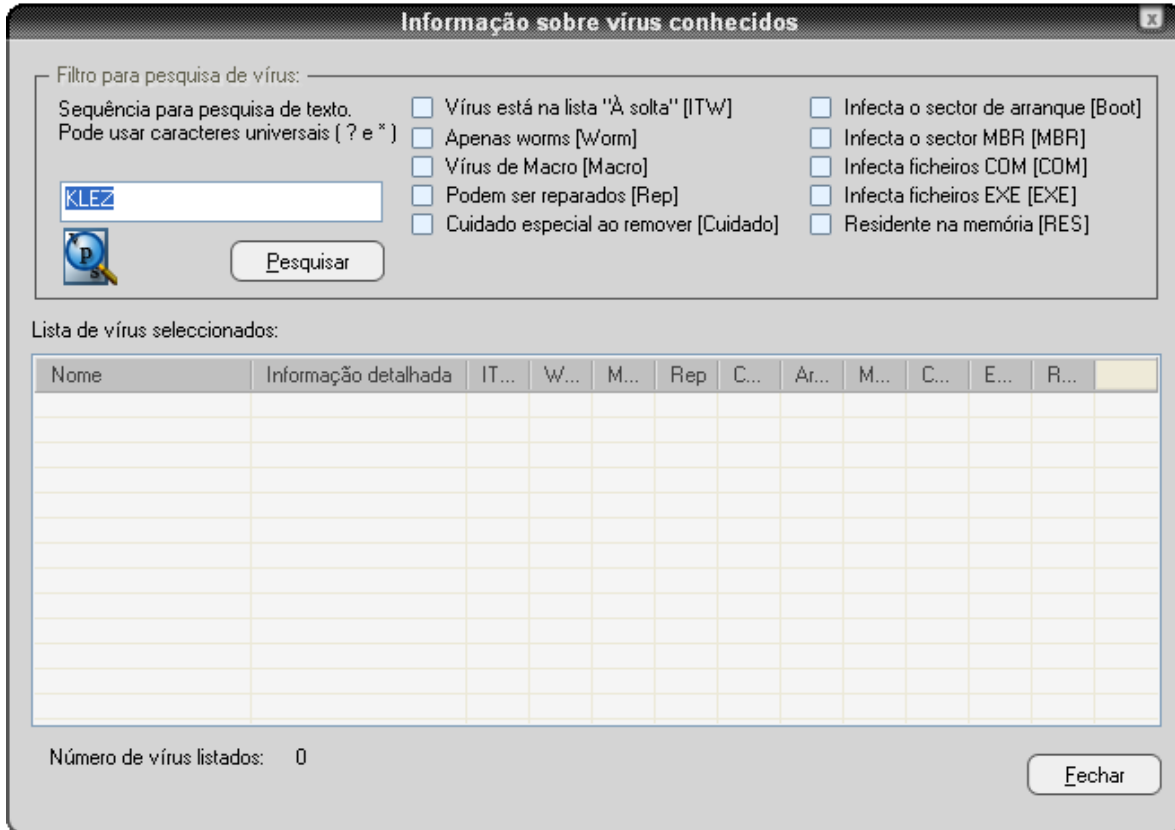 Informação sobre vírus conhecidos
x
Filtro para pesquisa de vírus:
Sequência para pesquisa de texto.
Pode usar caracteres universais ( ? e * )
KLEZ
VPS
Pesquisar
Vírus está na lista "À solta" [ITW]
Apenas worms [Worm]
Vírus de Macro [Macro]
Podem ser reparados [Rep]
Cuidado especial ao remover [Cuidado]
Infecta o sector de arranque [Boot]
Infecta o sector MBR [MBR]
Infecta ficheiros COM [COM]
Infecta ficheiros EXE [EXE]
Residente na memória [RES]
Lista de vírus seleccionados:
Nome Informação detalhada IT... W... M... Rep C... Ar... M... C... E... R...
Número de vírus listados: 0
Fechar